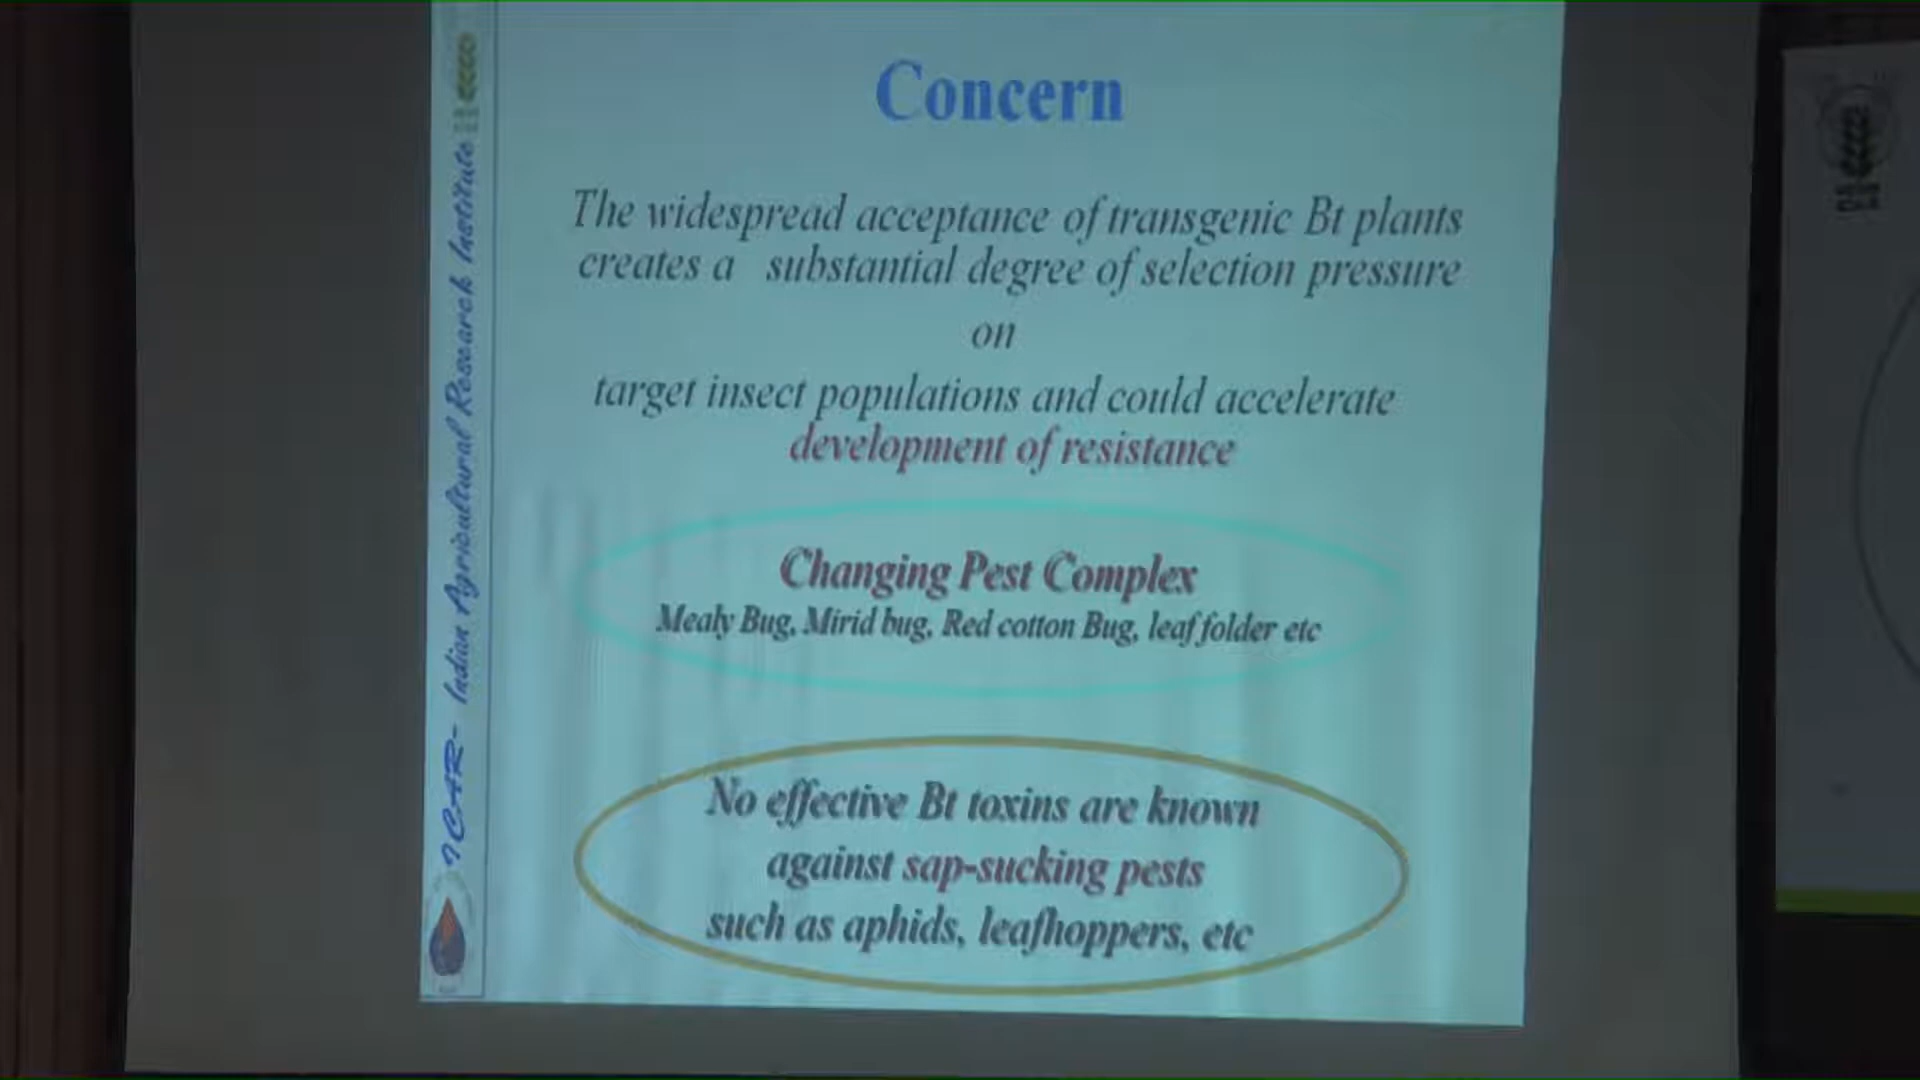 Concern
The widespread acceptance of transgenic Bt plants
creates a substantial degree of selection pressure
on
target insect populations and could accelerate
development of resistance
Changing Pest Complex
Mealy Bug, Mirid bug, Red cotton Bug, leaf folder etc
No effective Bt toxins are known
against sap-sucking pests
such as aphids, leafhoppers, etc
ICAR- Indian Agricultural Research Institute